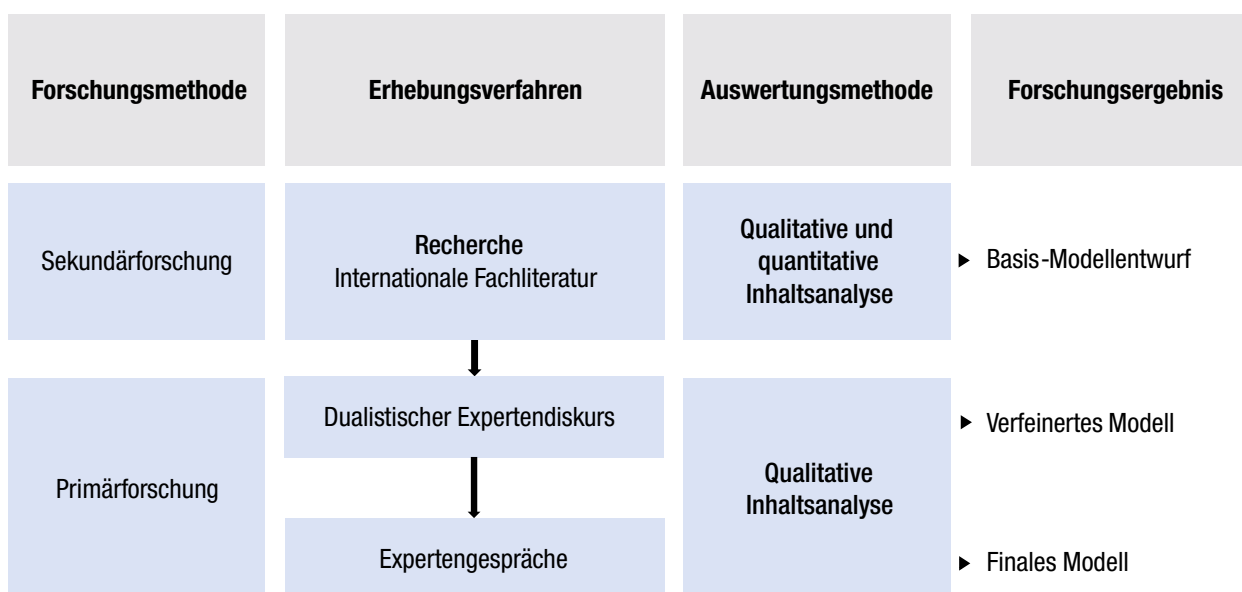 Forschungsmethode
Erhebungsverfahren
Auswertungsmethode
Forschungsergebnis
Sekundärforschung
Recherche
Internationale Fachliteratur
Qualitative und
quantitative
Inhaltsanalyse
Basis-Modellentwurf
Primärforschung
Dualistischer Expertendiskurs
Expertengespräche
Qualitative
Inhaltsanalyse
Verfeinertes Modell
Finales Modell